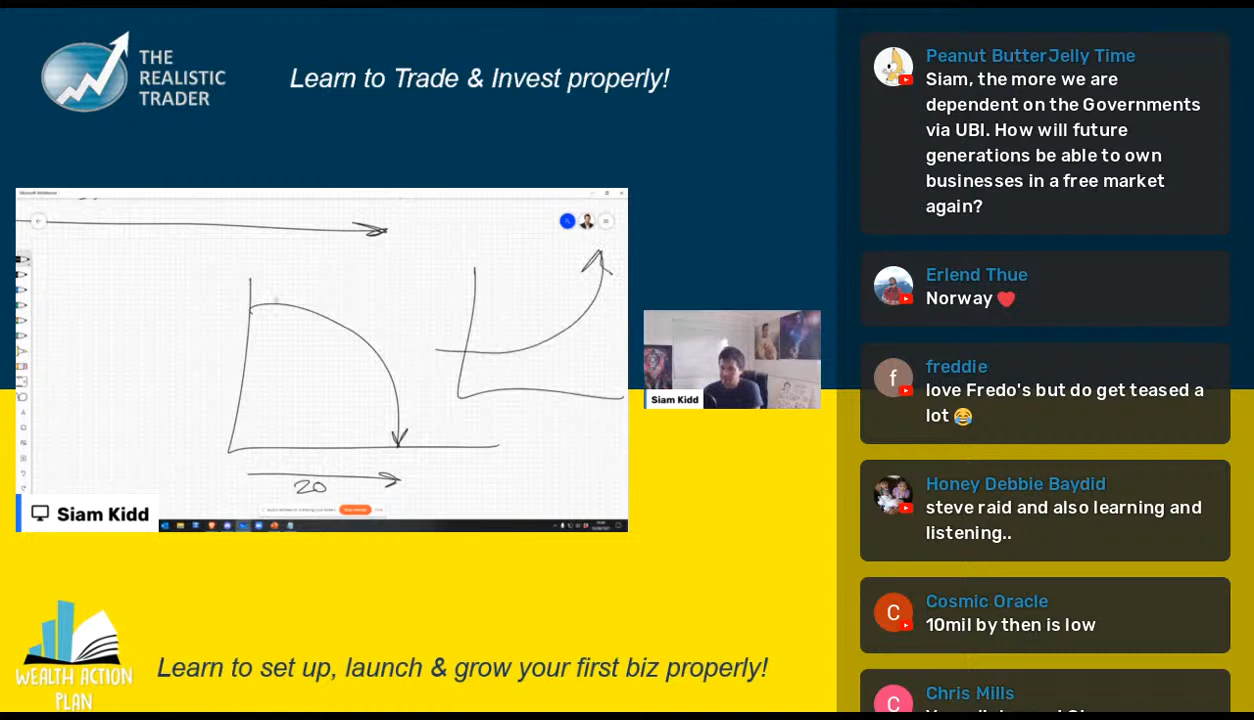 THE
REALISTIC
TRADER
Learn to Trade & Invest properly!
20
Siam Kidd
Siam Kidd
WEALTH ACTION
PLAN
Learn to set up, launch & grow your first biz properly!
Peanut ButterJelly Time
Siam, the more we are
dependent on the Governments
via UBI. How will future
generations be able to own
businesses in a free market
again?
Erlend Thue
Norway ❤️
freddie
f
love Fredo's but do get teased a
lot 😂
Honey Debbie Baydid
steve raid and also learning and
listening..
Cosmic Oracle
C
10mil by then is low
Chris Mills
C